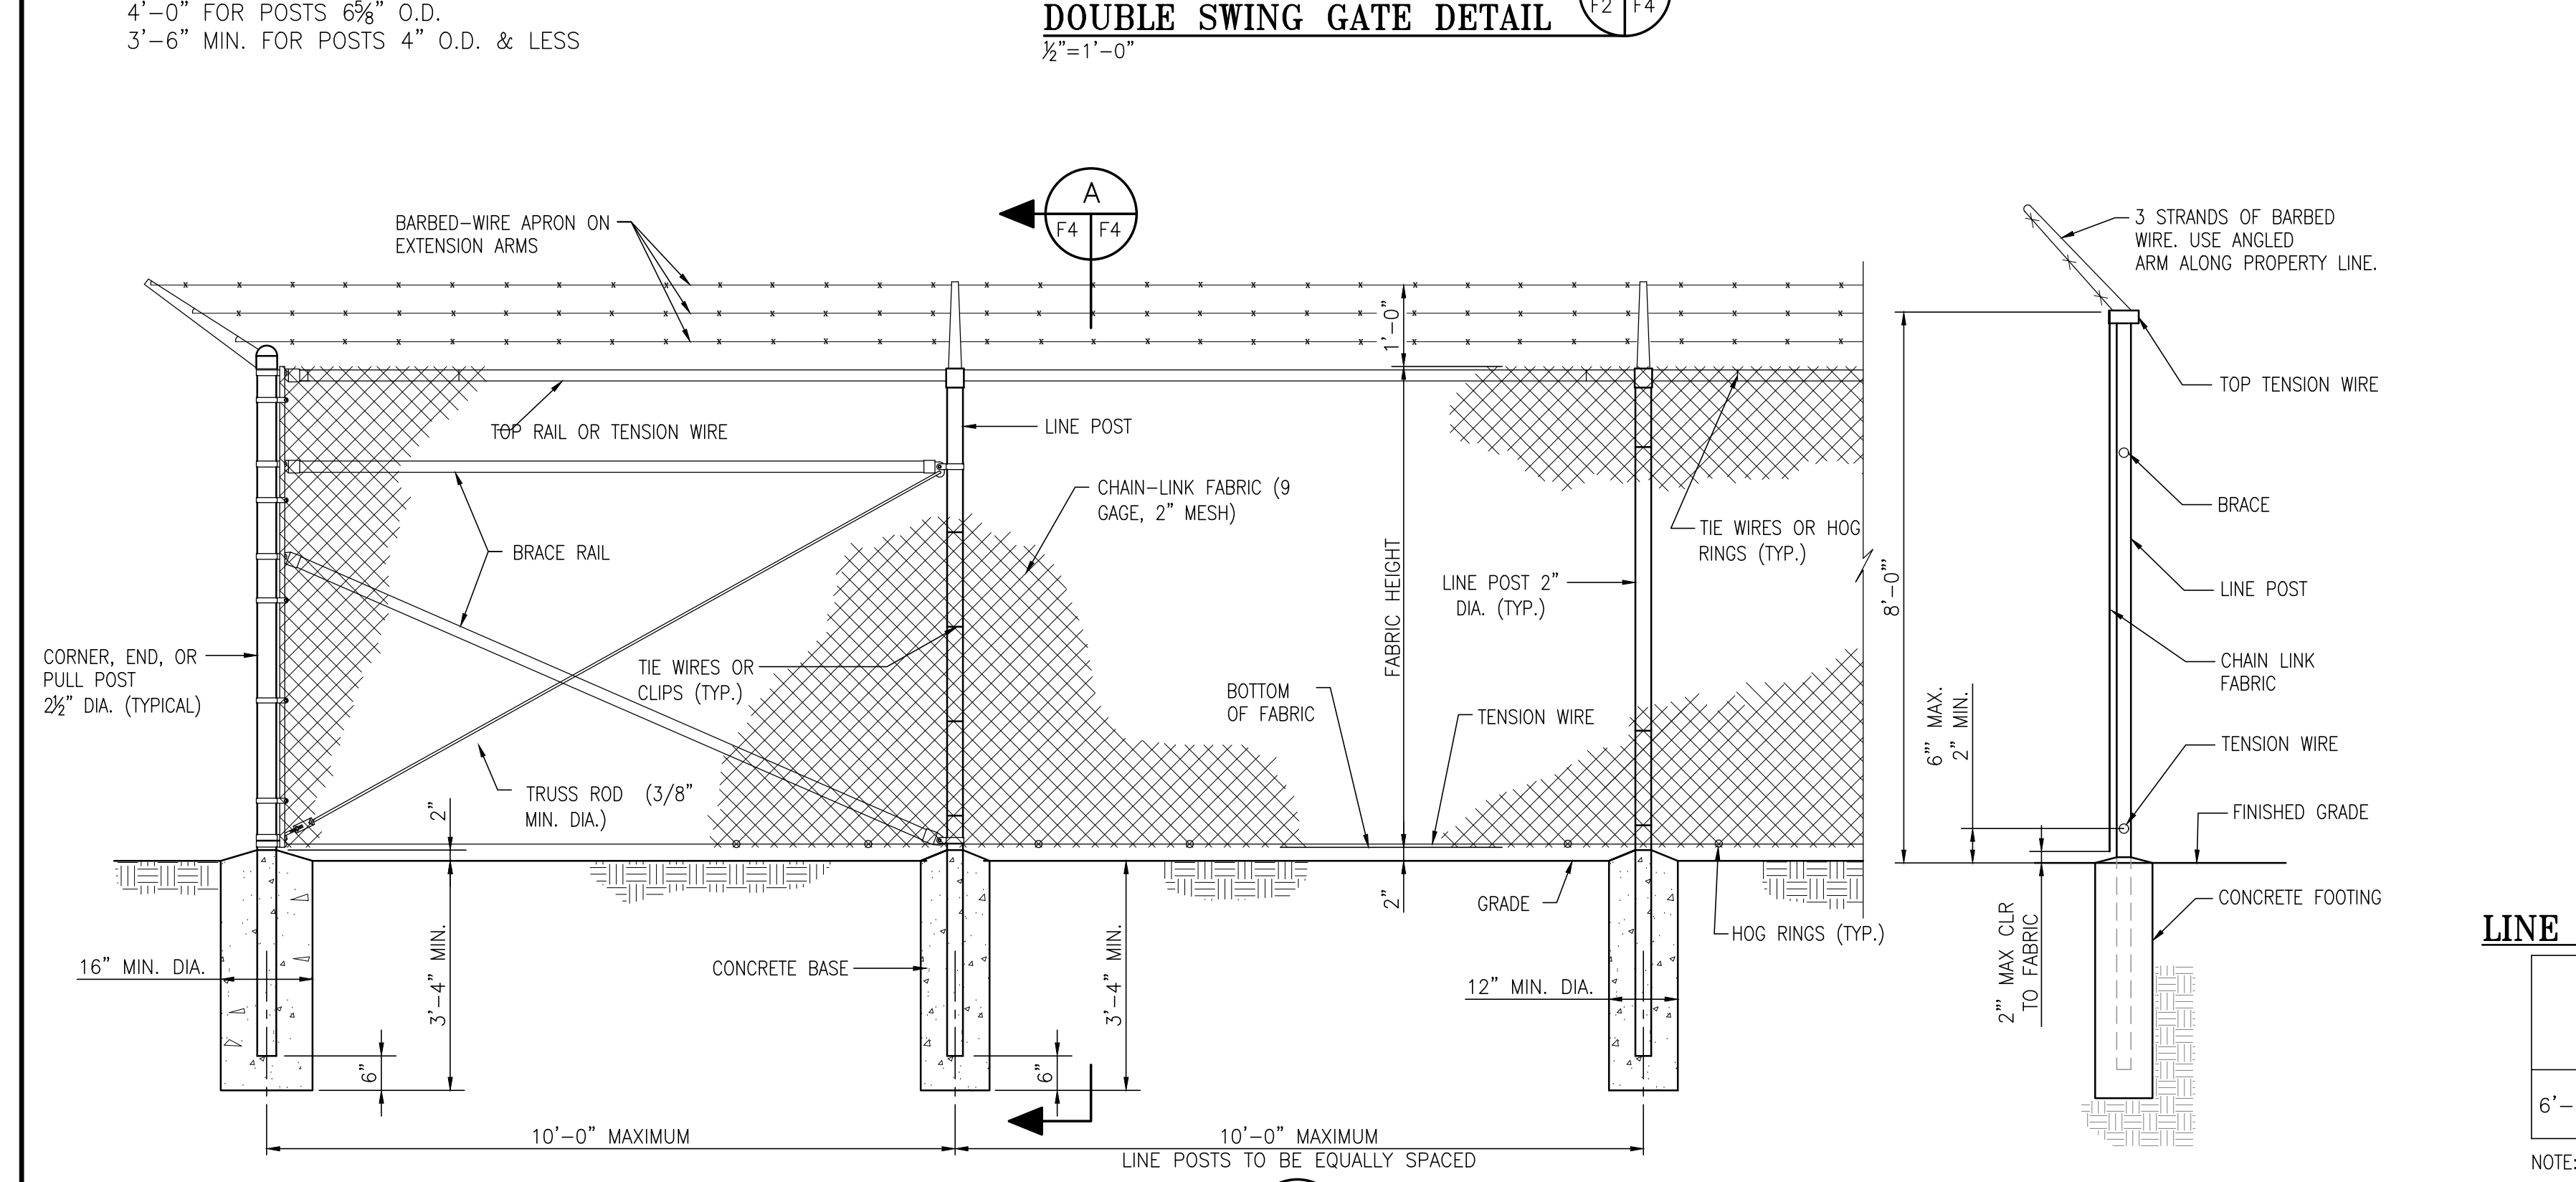 4'-0" FOR POSTS 6⅝" O.D.
3'-6" MIN. FOR POSTS 4" O.D. & LESS
DOUBLE SWING GATE DETAIL
F2 F4
½"=1'-0"
A
F4 F4
BARBED-WIRE APRON ON
EXTENSION ARMS
3 STRANDS OF BARBED
WIRE. USE ANGLED
ARM ALONG PROPERTY LINE.
1'-0"
TOP RAIL OR TENSION WIRE
LINE POST
TOP TENSION WIRE
CHAIN-LINK FABRIC (9
GAGE, 2" MESH)
BRACE
TIE WIRES OR HOG
RINGS (TYP.)
BRACE RAIL
FABRIC HEIGHT
LINE POST 2"
DIA. (TYP.)
8'-0"'
LINE POST
CORNER, END, OR
PULL POST
2½" DIA. (TYPICAL)
TIE WIRES OR
CLIPS (TYP.)
BOTTOM
OF FABRIC
TENSION WIRE
CHAIN LINK
FABRIC
6"' MAX.
2" MIN.
TENSION WIRE
TRUSS ROD (3/8"
MIN. DIA.)
2"
FINISHED GRADE
2"
GRADE
HOG RINGS (TYP.)
CONCRETE FOOTING
LINE
16" MIN. DIA.
3'-4" MIN.
CONCRETE BASE
3'-4" MIN.
12" MIN. DIA.
2"' MAX CLR
TO FABRIC
6"
6"
6'-
10'-0" MAXIMUM
10'-0" MAXIMUM
LINE POSTS TO BE EQUALLY SPACED
NOTE: